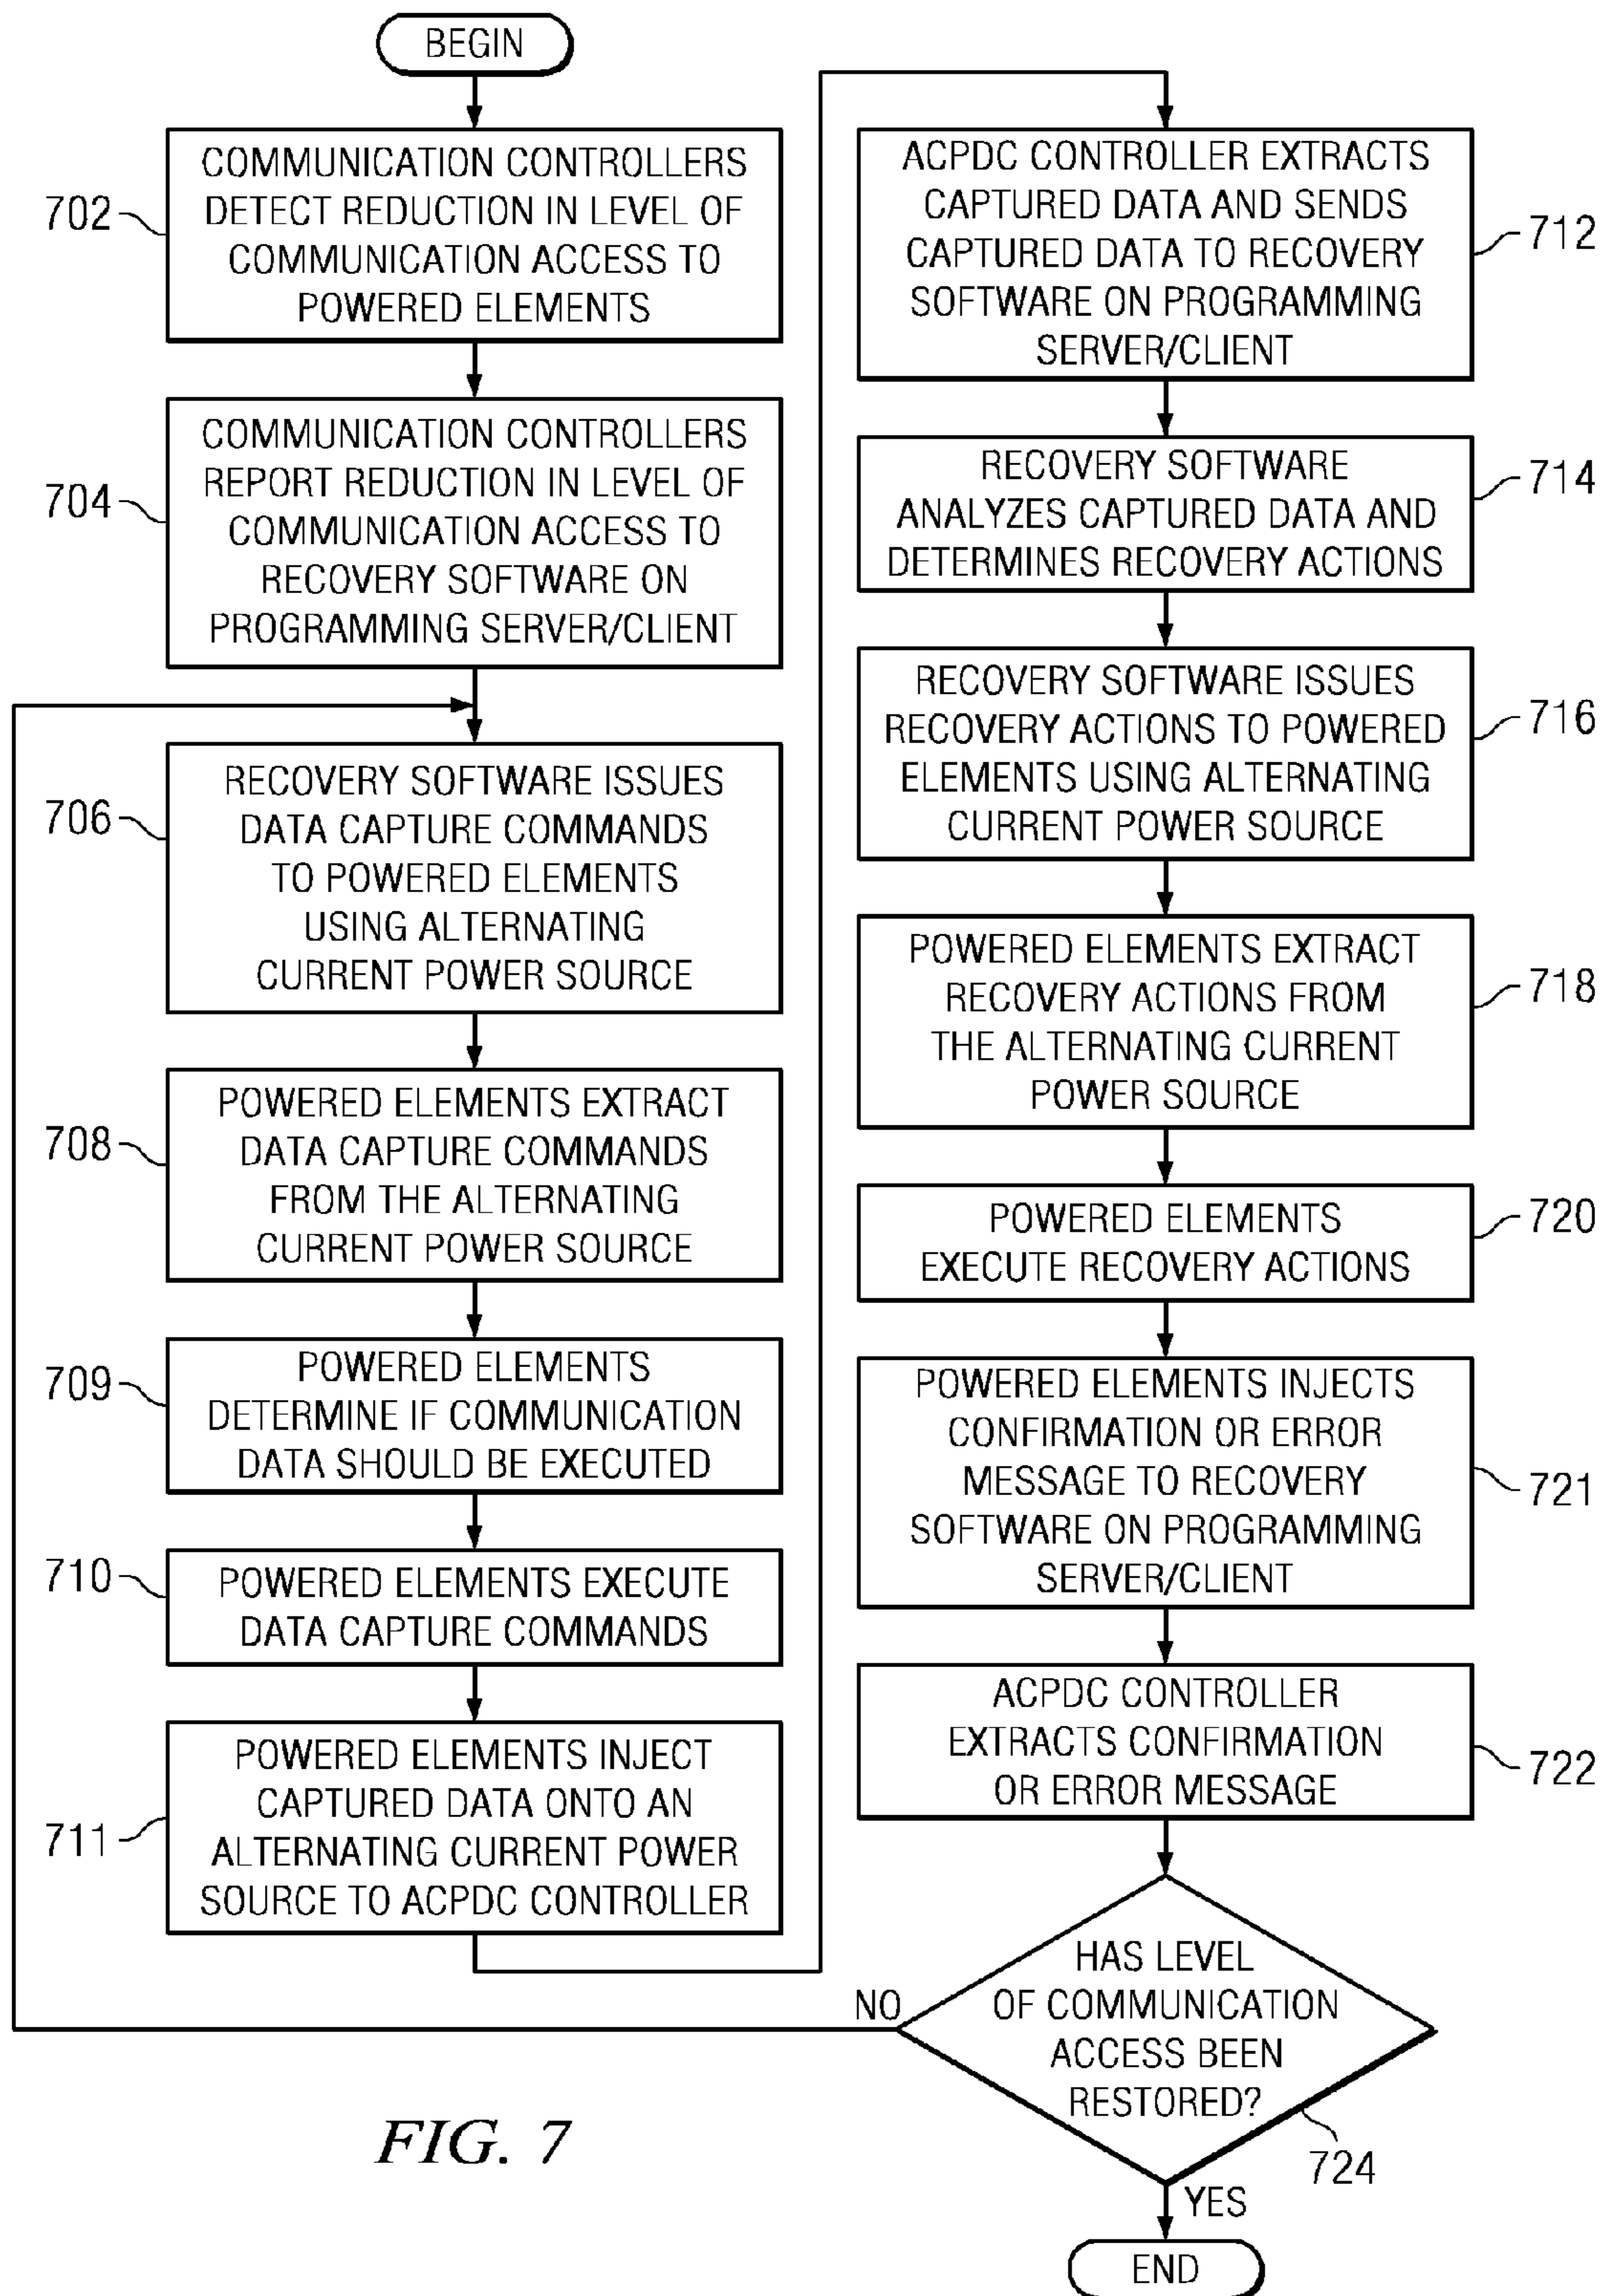 BEGIN
702
COMMUNICATION CONTROLLERS
DETECT REDUCTION IN LEVEL OF
COMMUNICATION ACCESS TO
POWERED ELEMENTS
704
COMMUNICATION CONTROLLERS
REPORT REDUCTION IN LEVEL OF
COMMUNICATION ACCESS TO
RECOVERY SOFTWARE ON
PROGRAMMING SERVER/CLIENT
706
RECOVERY SOFTWARE ISSUES
DATA CAPTURE COMMANDS
TO POWERED ELEMENTS
USING ALTERNATING
CURRENT POWER SOURCE
708
POWERED ELEMENTS EXTRACT
DATA CAPTURE COMMANDS
FROM THE ALTERNATING
CURRENT POWER SOURCE
709
POWERED ELEMENTS
DETERMINE IF COMMUNICATION
DATA SHOULD BE EXECUTED
710
POWERED ELEMENTS EXECUTE
DATA CAPTURE COMMANDS
711
POWERED ELEMENTS INJECT
CAPTURED DATA ONTO AN
ALTERNATING CURRENT POWER
SOURCE TO ACPDC CONTROLLER
ACPDC CONTROLLER EXTRACTS
CAPTURED DATA AND SENDS
CAPTURED DATA TO RECOVERY
SOFTWARE ON PROGRAMMING
SERVER/CLIENT
712
RECOVERY SOFTWARE
ANALYZES CAPTURED DATA AND
DETERMINES RECOVERY ACTIONS
714
RECOVERY SOFTWARE ISSUES
RECOVERY ACTIONS TO POWERED
ELEMENTS USING ALTERNATING
CURRENT POWER SOURCE
716
POWERED ELEMENTS EXTRACT
RECOVERY ACTIONS FROM
THE ALTERNATING CURRENT
POWER SOURCE
718
POWERED ELEMENTS
EXECUTE RECOVERY ACTIONS
720
POWERED ELEMENTS INJECTS
CONFIRMATION OR ERROR
MESSAGE TO RECOVERY
SOFTWARE ON PROGRAMMING
SERVER/CLIENT
721
ACPDC CONTROLLER
EXTRACTS CONFIRMATION
OR ERROR MESSAGE
722
HAS LEVEL
OF COMMUNICATION
ACCESS BEEN
RESTORED?
724
NO
YES
END
FIG. 7